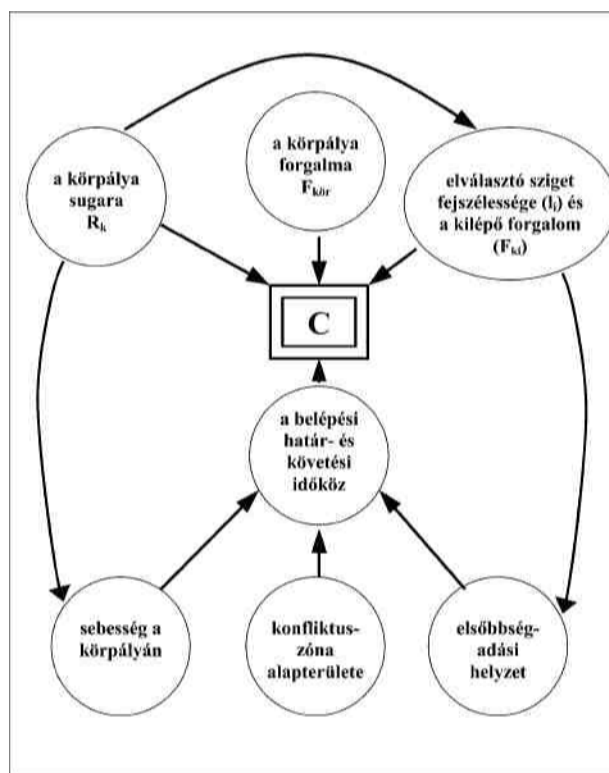 a körpálya
sugara
Rk
a körpálya
forgalma
Fkör
elválasztó sziget
fejszélessége (li) és
a kilépő forgalom
(Fki)
C
a belépési
határ- és
követési
időköz
sebesség a
körpályán
konfliktus-
zóna
alapterülete
elsőbbség-
adási
helyzet